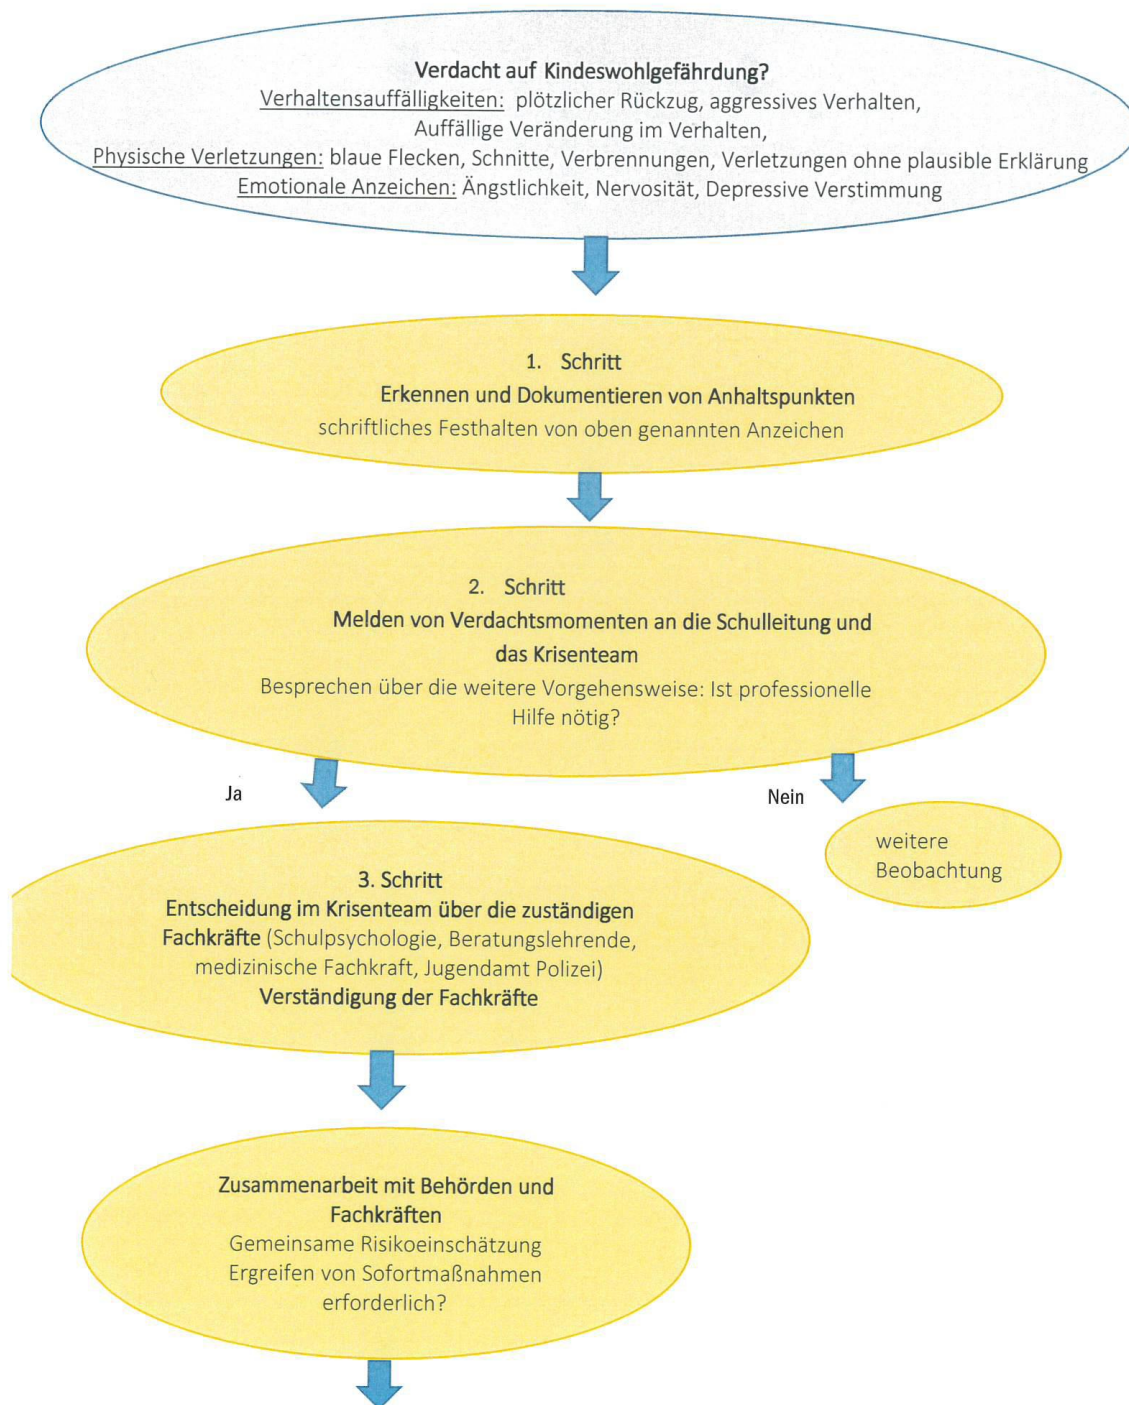 Verdacht auf Kindeswohlgefährdung?
Verhaltensauffälligkeiten: plötzlicher Rückzug, aggressives Verhalten,
Auffällige Veränderung im Verhalten,
Physische Verletzungen: blaue Flecken, Schnitte, Verbrennungen, Verletzungen ohne plausible Erklärung
Emotionale Anzeichen: Ängstlichkeit, Nervosität, Depressive Verstimmung
1. Schritt
Erkennen und Dokumentieren von Anhaltspunkten
schriftliches Festhalten von oben genannten Anzeichen
2. Schritt
Melden von Verdachtsmomenten an die Schulleitung und
das Krisenteam
Besprechen über die weitere Vorgehensweise: Ist professionelle
Hilfe nötig?
Ja
Nein
weitere
Beobachtung
3. Schritt
Entscheidung im Krisenteam über die zuständigen
Fachkräfte (Schulpsychologie, Beratungslehrende,
medizinische Fachkraft, Jugendamt Polizei)
Verständigung der Fachkräfte
Zusammenarbeit mit Behörden und
Fachkräften
Gemeinsame Risikoeinschätzung
Ergreifen von Sofortmaßnahmen
erforderlich?